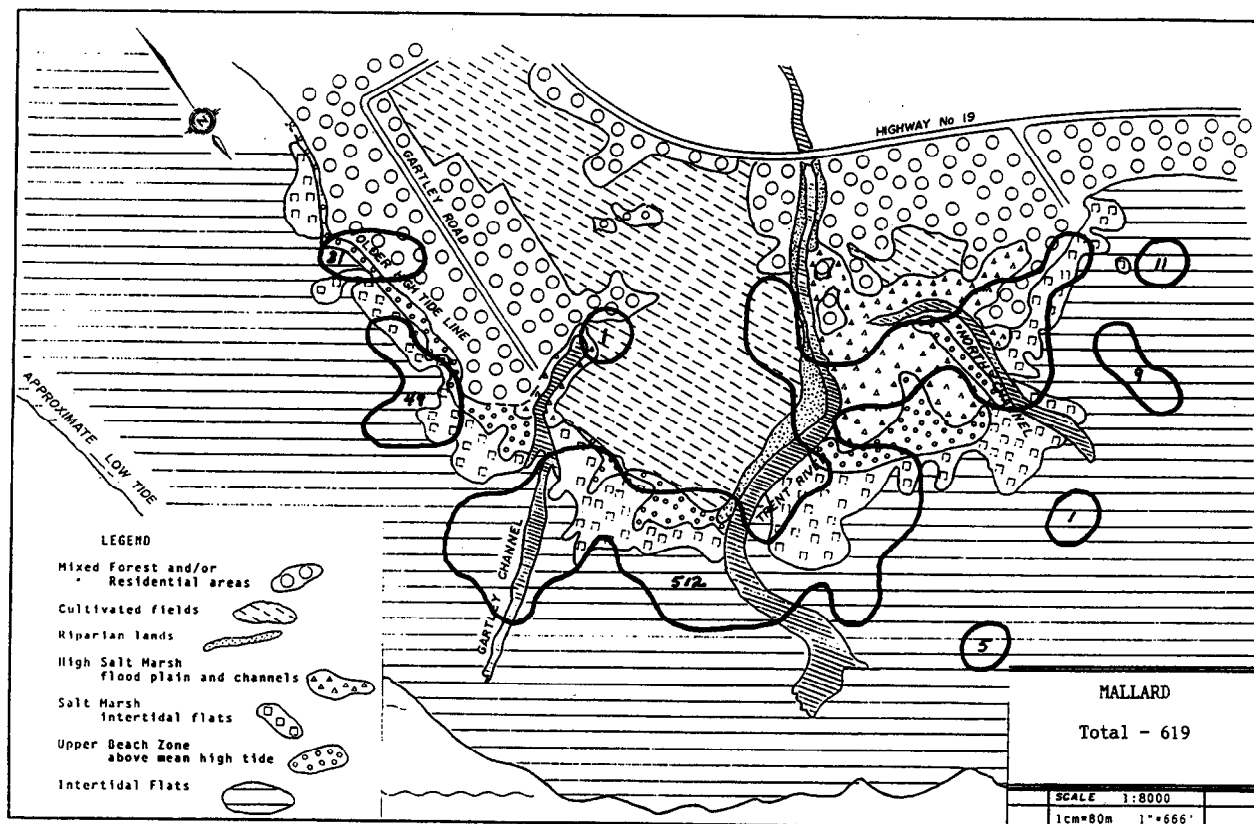 HIGHWAY No 19
GARTLEY ROAD
OLDER HIGH TIDE LINE
31
11
1
9
49
NORTH CHANNEL
TRENT RIVER
APPROXIMATE LOW TIDE
GARTLEY CHANNEL
512
1
5
LEGEND
Mixed Forest and/or
Residential areas
Cultivated fields
Riparian lands
High Salt Marsh
flood plain and channels
Salt Marsh
intertidal flats
Upper Beach Zone
above mean high tide
Intertidal Flats
MALLARD
Total - 619
SCALE 1:8000
1cm=80m 1"=666'